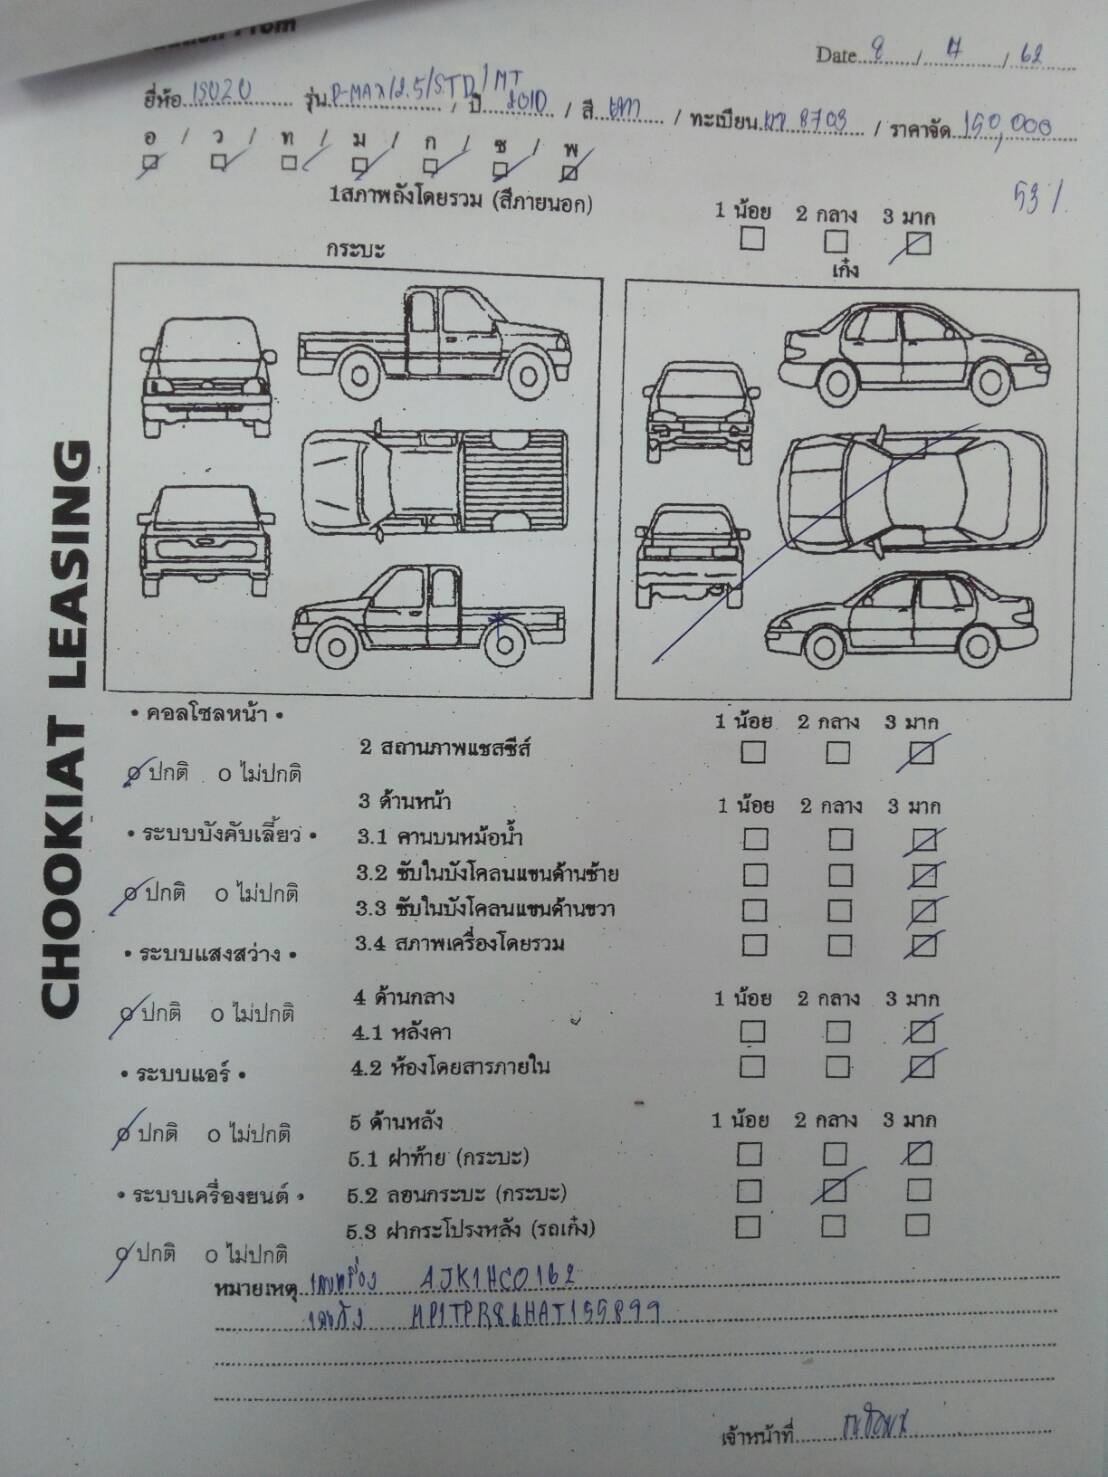 Date 8 / 7 / 62
ยี่ห้อ ISUZU รุ่น D-MAX/2.5/STD/MT / ปี 2010 / สี เทา / ทะเบียน 8703 / ราคาจัด 150,000
อ / ว / ท / ม / ก / ซ / พ
53%
1สภาพถังโดยรวม (สีภายนอก) 1 น้อย 2 กลาง 3 มาก
กระบะ เก๋ง
CHOOKIAT LEASING
• คอลโซลหน้า •
2 สถานภาพแชสซีส์ 1 น้อย 2 กลาง 3 มาก
ปกติ ไม่ปกติ
3 ด้านหน้า 1 น้อย 2 กลาง 3 มาก
• ระบบบังคับเลี้ยว • 3.1 คานบนหม้อน้ำ
3.2 ซับในบังโคลนแขนด้านซ้าย
ปกติ ไม่ปกติ
3.3 ซับในบังโคลนแขนด้านขวา
• ระบบแสงสว่าง • 3.4 สภาพเครื่องโดยรวม
4 ด้านกลาง 1 น้อย 2 กลาง 3 มาก
ปกติ ไม่ปกติ
4.1 หลังคา
• ระบบแอร์ • 4.2 ห้องโดยสารภายใน
5 ด้านหลัง 1 น้อย 2 กลาง 3 มาก
ปกติ ไม่ปกติ
5.1 ฝาท้าย (กระบะ)
• ระบบเครื่องยนต์ • 5.2 ลอนกระบะ (กระบะ)
5.3 ฝากระโปรงหลัง (รถเก๋ง)
ปกติ ไม่ปกติ
หมายเหตุ เลขเครื่อง 4JK1HC0162
เลขถัง MP1TPR86HAT155899
เจ้าหน้าที่